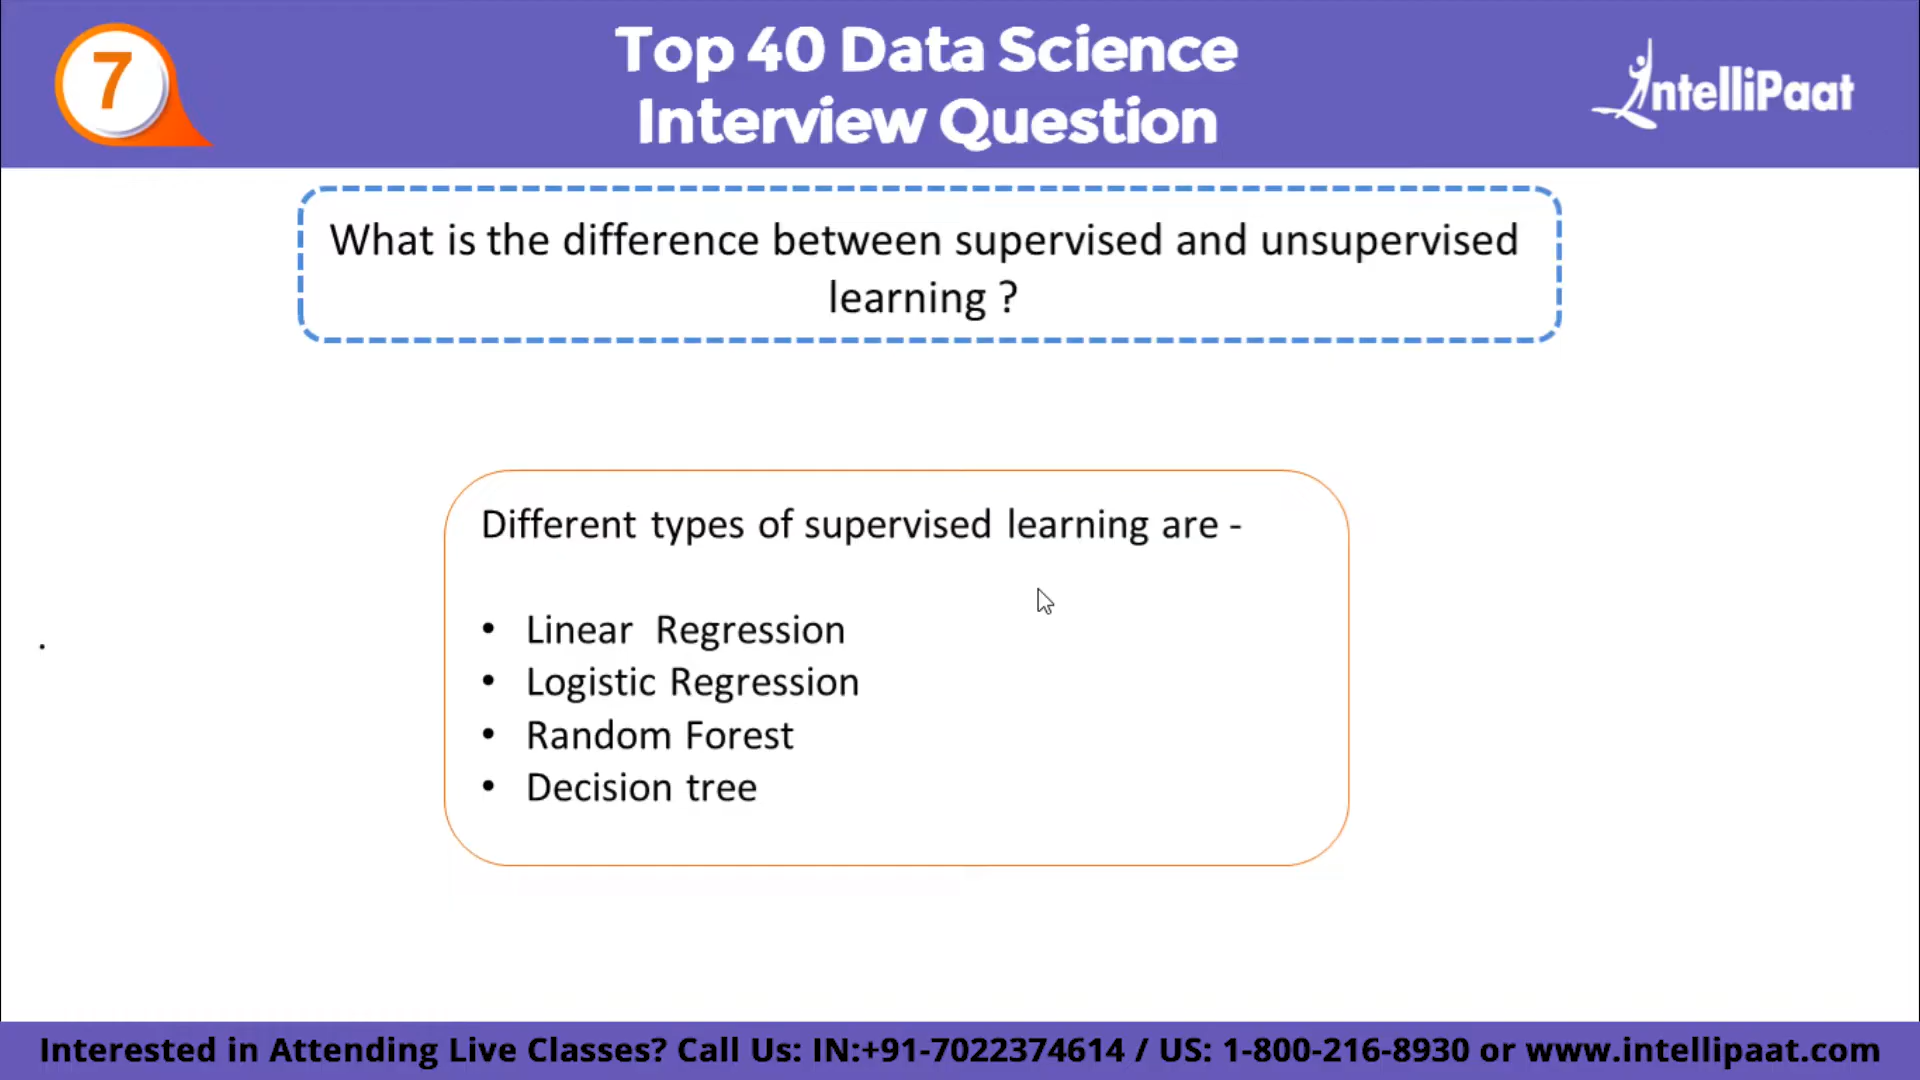 7
Top 40 Data Science
Interview Question
IntelliPaat
What is the difference between supervised and unsupervised
learning ?
Different types of supervised learning are -
• Linear Regression
• Logistic Regression
• Random Forest
• Decision tree
.
Interested in Attending Live Classes? Call Us: IN:+91-7022374614 / US: 1-800-216-8930 or www.intellipaat.com